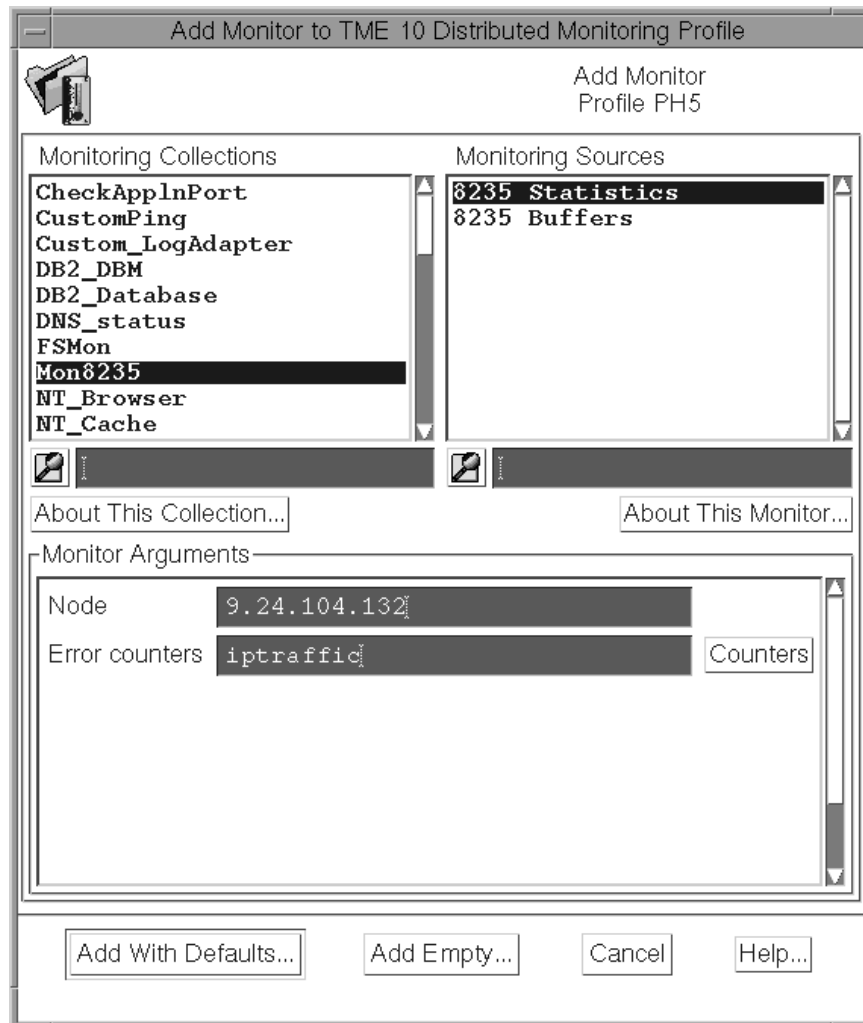 Add Monitor to TME 10 Distributed Monitoring Profile
Add Monitor
Profile PH5
Monitoring Collections
CheckApplnPort
CustomPing
Custom_LogAdapter
DB2_DBM
DB2_Database
DNS_status
FSMon
Mon8235
NT_Browser
NT_Cache
Monitoring Sources
8235 Statistics
8235 Buffers
About This Collection...
About This Monitor...
Monitor Arguments
Node 9.24.104.132
Error counters iptraffic Counters
Add With Defaults... Add Empty... Cancel Help...